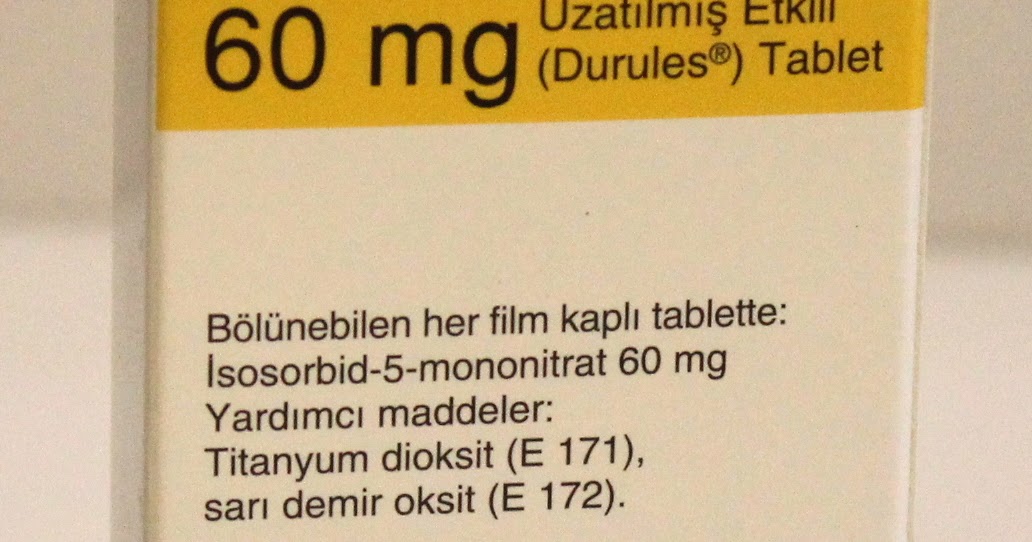 60 mg
Uzatılmış Etkili
(Durules®) Tablet
Bölünebilen her film kaplı tablette:
İsosorbid-5-mononitrat 60 mg
Yardımcı maddeler:
Titanyum dioksit (E 171),
sarı demir oksit (E 172).